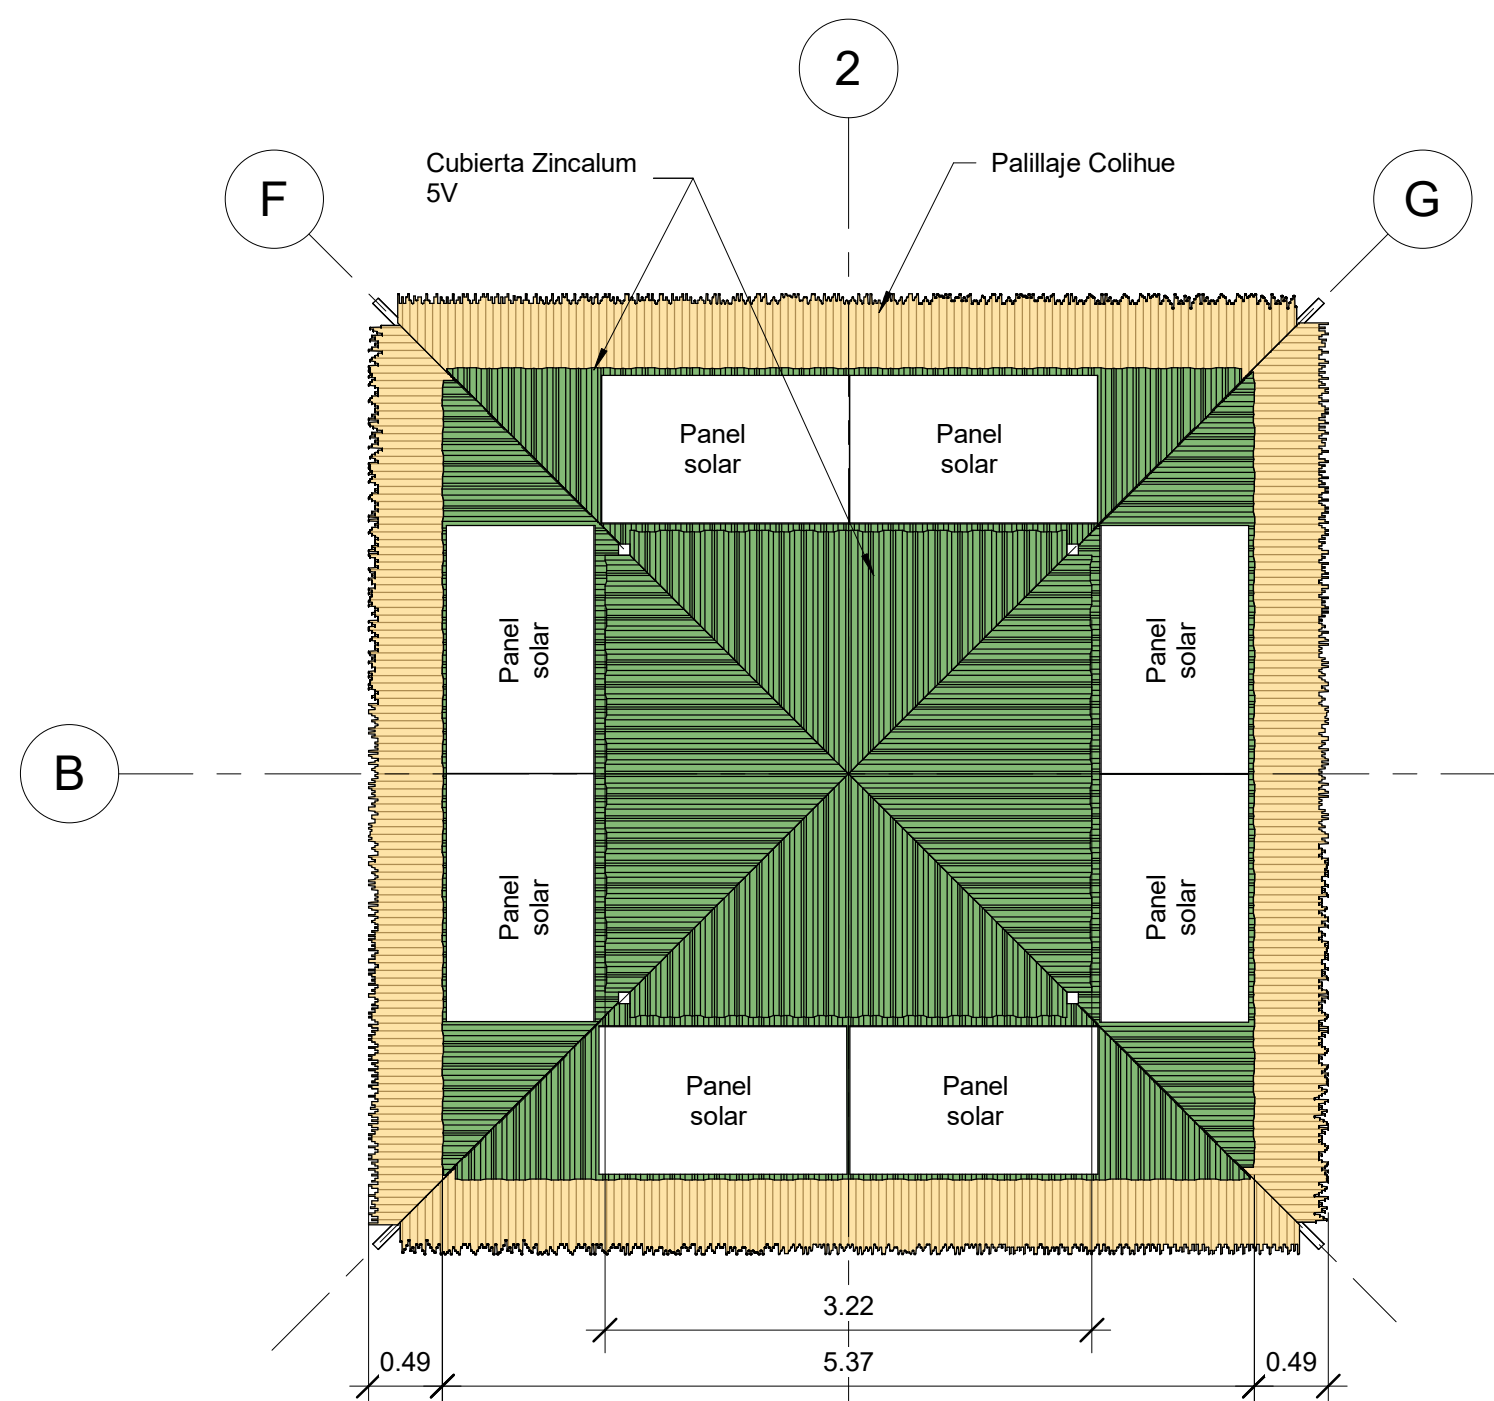 2
F
Cubierta Zincalum
5V
Palillaje Colihue
G
Panel
solar
Panel
solar
Panel
solar
Panel
solar
B
Panel
solar
Panel
solar
Panel
solar
Panel
solar
3.22
0.49
5.37
0.49